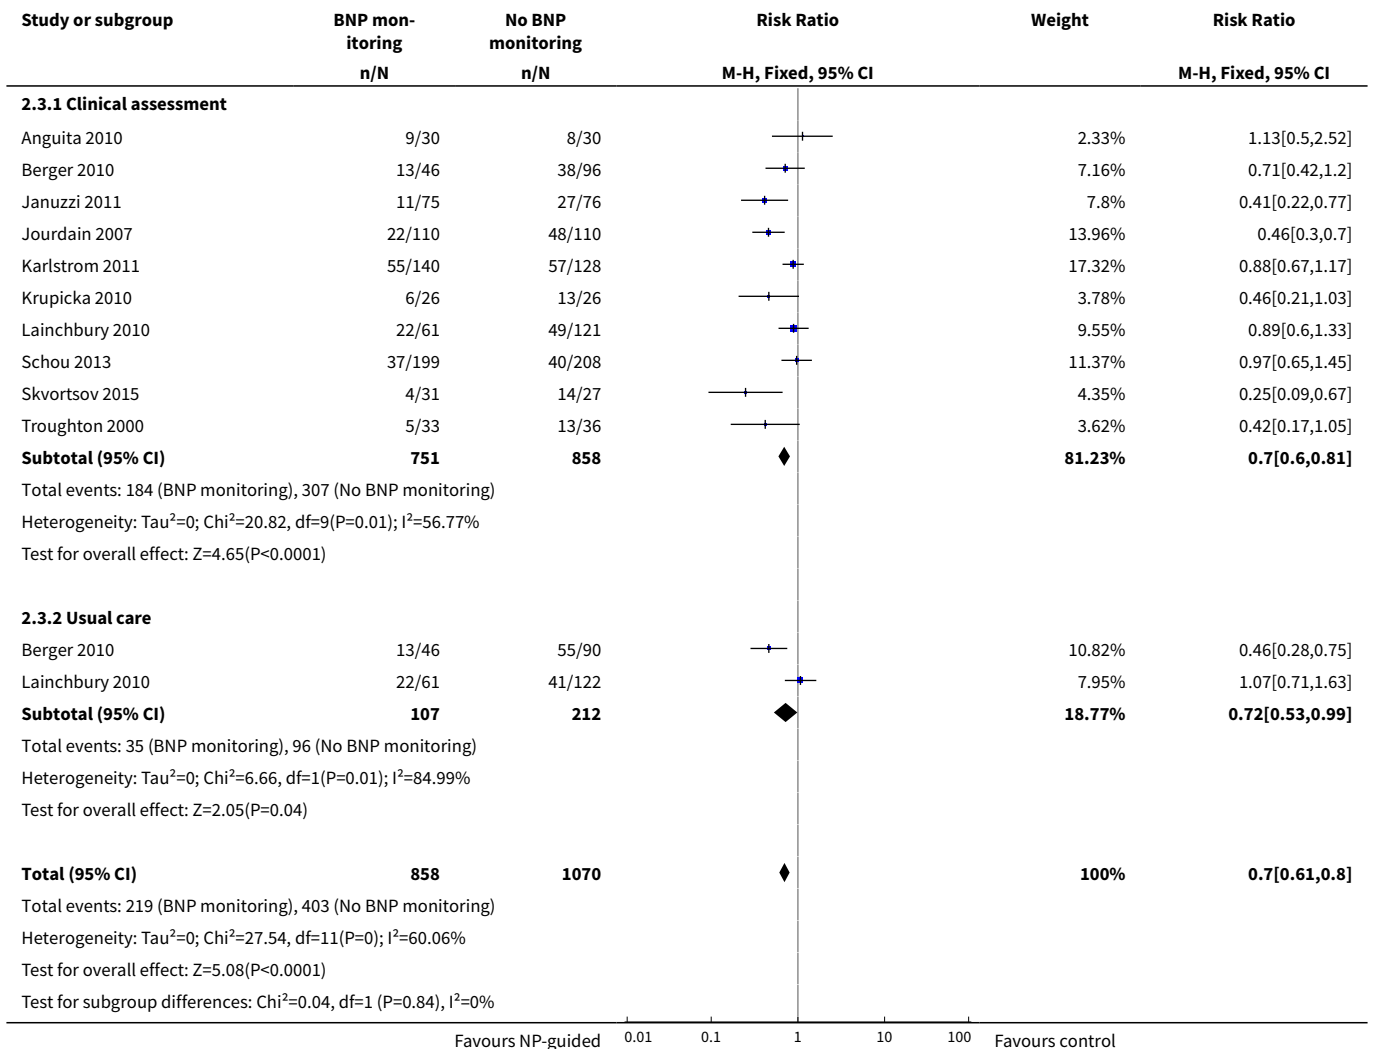 Study or subgroup BNP mon- No BNP Risk Ratio Weight Risk Ratio
itoring monitoring
n/N n/N M-H, Fixed, 95% CI M-H, Fixed, 95% CI
2.3.1 Clinical assessment
Anguita 2010 9/30 8/30 2.33% 1.13[0.5,2.52]
Berger 2010 13/46 38/96 7.16% 0.71[0.42,1.2]
Januzzi 2011 11/75 27/76 7.8% 0.41[0.22,0.77]
Jourdain 2007 22/110 48/110 13.96% 0.46[0.3,0.7]
Karlstrom 2011 55/140 57/128 17.32% 0.88[0.67,1.17]
Krupicka 2010 6/26 13/26 3.78% 0.46[0.21,1.03]
Lainchbury 2010 22/61 49/121 9.55% 0.89[0.6,1.33]
Schou 2013 37/199 40/208 11.37% 0.97[0.65,1.45]
Skvortsov 2015 4/31 14/27 4.35% 0.25[0.09,0.67]
Troughton 2000 5/33 13/36 3.62% 0.42[0.17,1.05]
Subtotal (95% CI) 751 858 81.23% 0.7[0.6,0.81]
Total events: 184 (BNP monitoring), 307 (No BNP monitoring)
Heterogeneity: Tau²=0; Chi²=20.82, df=9(P=0.01); I²=56.77%
Test for overall effect: Z=4.65(P<0.0001)
2.3.2 Usual care
Berger 2010 13/46 55/90 10.82% 0.46[0.28,0.75]
Lainchbury 2010 22/61 41/122 7.95% 1.07[0.71,1.63]
Subtotal (95% CI) 107 212 18.77% 0.72[0.53,0.99]
Total events: 35 (BNP monitoring), 96 (No BNP monitoring)
Heterogeneity: Tau²=0; Chi²=6.66, df=1(P=0.01); I²=84.99%
Test for overall effect: Z=2.05(P=0.04)
Total (95% CI) 858 1070 100% 0.7[0.61,0.8]
Total events: 219 (BNP monitoring), 403 (No BNP monitoring)
Heterogeneity: Tau²=0; Chi²=27.54, df=11(P=0); I²=60.06%
Test for overall effect: Z=5.08(P<0.0001)
Test for subgroup differences: Chi²=0.04, df=1 (P=0.84), I²=0%
Favours NP-guided 0.01 0.1 1 10 100 Favours control